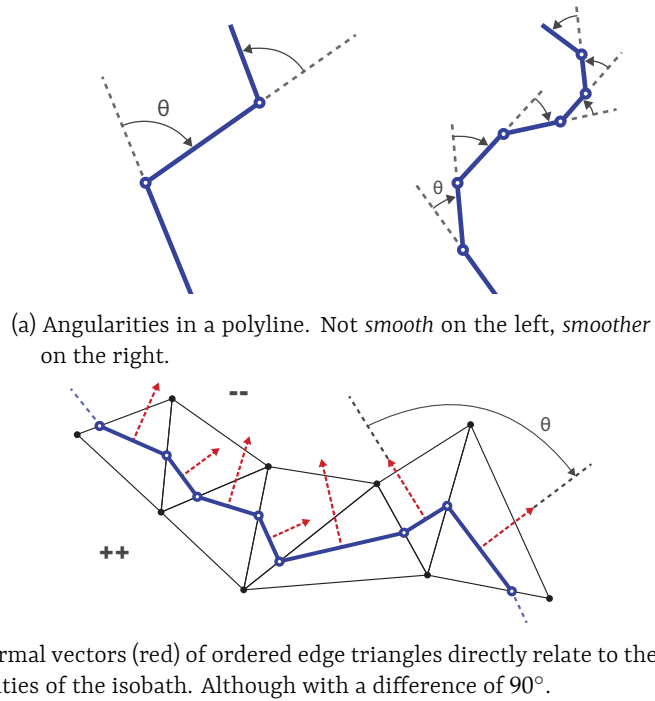 θ
θ
(a) Angularities in a polyline. Not smooth on the left, smoother
on the right.
--
θ
++
rmal vectors (red) of ordered edge triangles directly relate to the
ities of the isobath. Although with a difference of 90°.